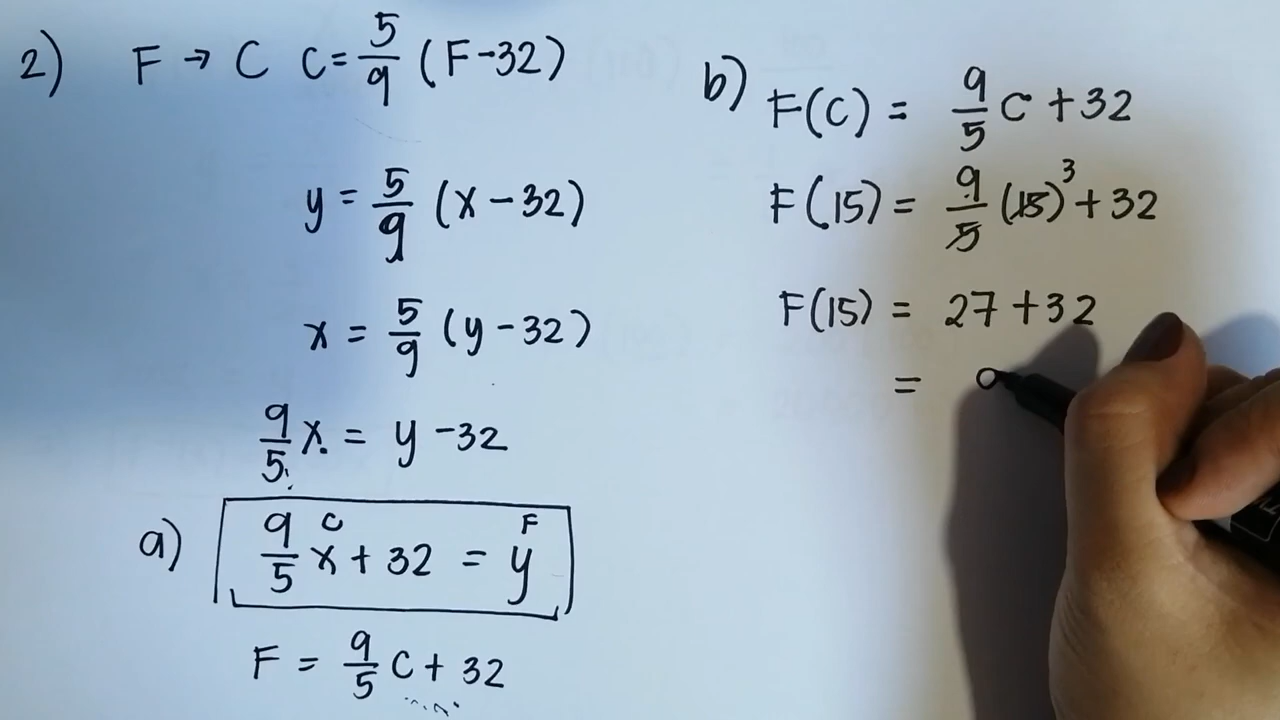 2) F → C C = 5/9 (F - 32)
y = 5/9 (x - 32)
x = 5/9 (y - 32)
9/5 x = y - 32
a) 9/5 x + 32 = y
C F
F = 9/5 C + 32
b) F(C) = 9/5 C + 32
F(15) = 9/5 (15)³ + 32
F(15) = 27 + 32
=